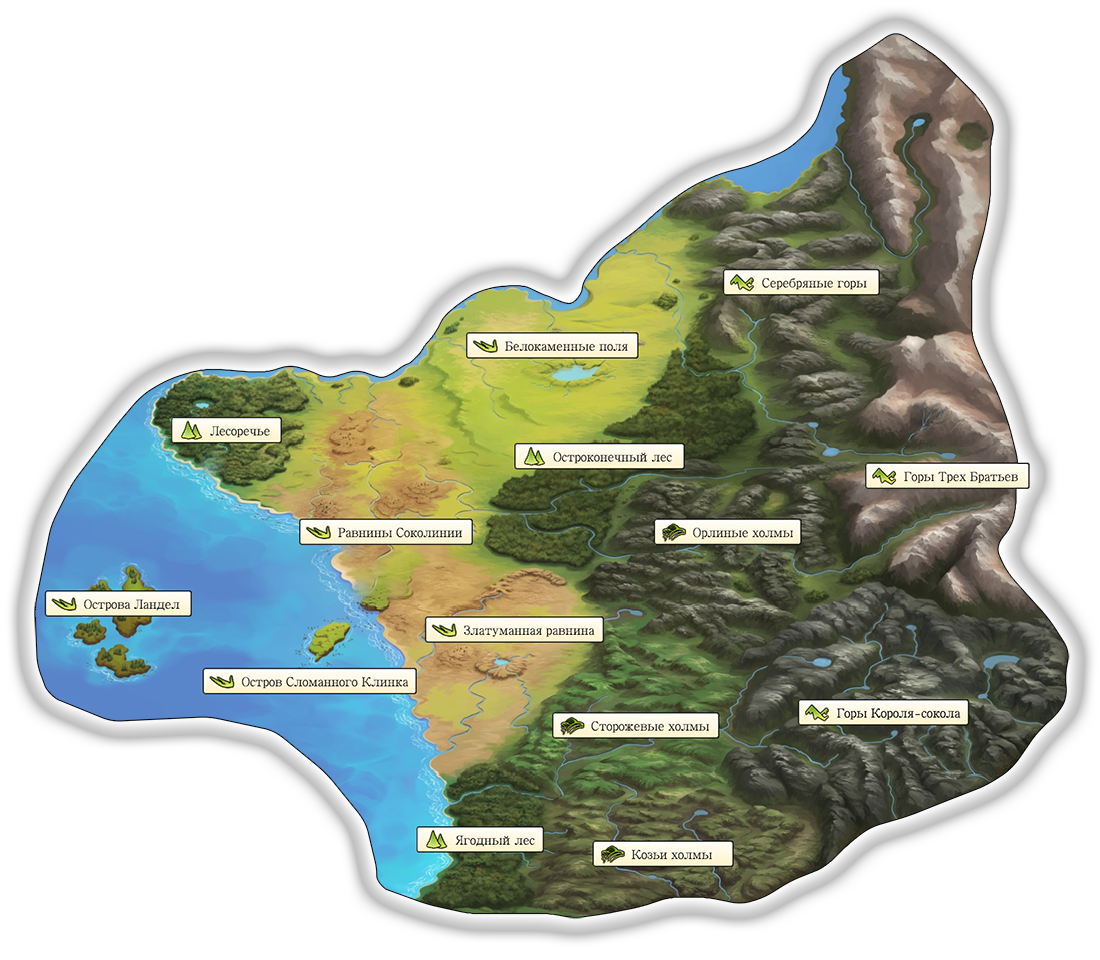 Серебряные горы
Белокаменные поля
Лесоречье
Остроконечный лес
Горы Трех Братьев
Равнины Соколинии
Орлиные холмы
Острова Ландел
Златуманная равнина
Остров Сломанного Клинка
Горы Короля-сокола
Сторожевые холмы
Ягодный лес
Козьи холмы